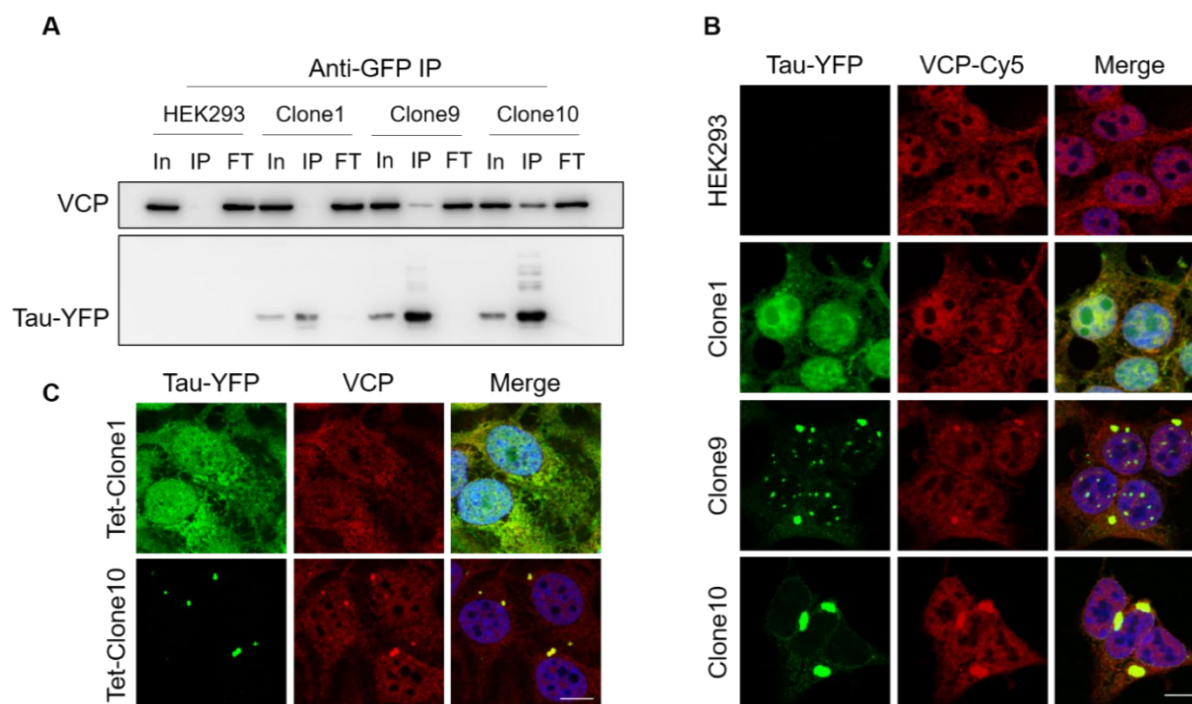 A
Anti-GFP IP
HEK293 Clone1 Clone9 Clone10
In IP FT In IP FT In IP FT In IP FT
VCP
Tau-YFP
B
Tau-YFP VCP-Cy5 Merge
HEK293
Clone1
Clone9
Clone10
C
Tau-YFP VCP Merge
Tet-Clone1
Tet-Clone10